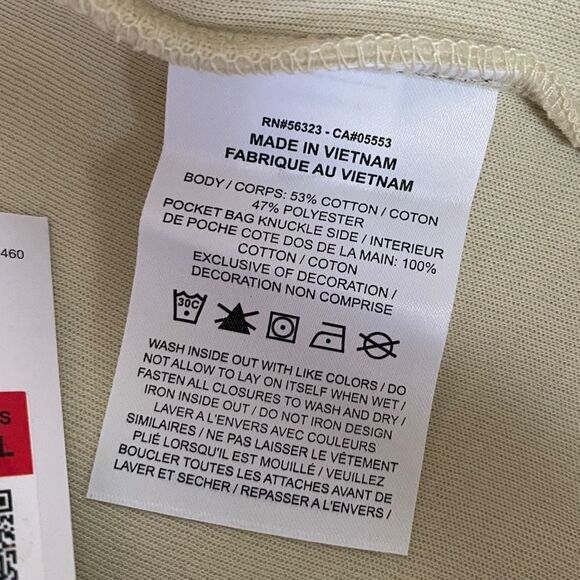 RN#56323 - CA#05553
MADE IN VIETNAM
FABRIQUE AU VIETNAM
BODY / CORPS: 53% COTTON / COTON
47% POLYESTER
POCKET BAG KNUCKLE SIDE / INTERIEUR
DE POCHE COTE DOS DE LA MAIN: 100%
COTTON / COTON
EXCLUSIVE OF DECORATION /
DECORATION NON COMPRISE
30C
WASH INSIDE OUT WITH LIKE COLORS / DO
NOT ALLOW TO LAY ON ITSELF WHEN WET /
FASTEN ALL CLOSURES TO WASH AND DRY /
IRON INSIDE OUT / DO NOT IRON DESIGN
LAVER A L'ENVERS AVEC COULEURS
SIMILAIRES / NE PAS LAISSER LE VÊTEMENT
PLIÉ LORSQU'IL EST MOUILLÉ / VEUILLEZ
BOUCLER TOUTES LES ATTACHES AVANT DE
LAVER ET SECHER / REPASSER A L'ENVERS /
460
S
L